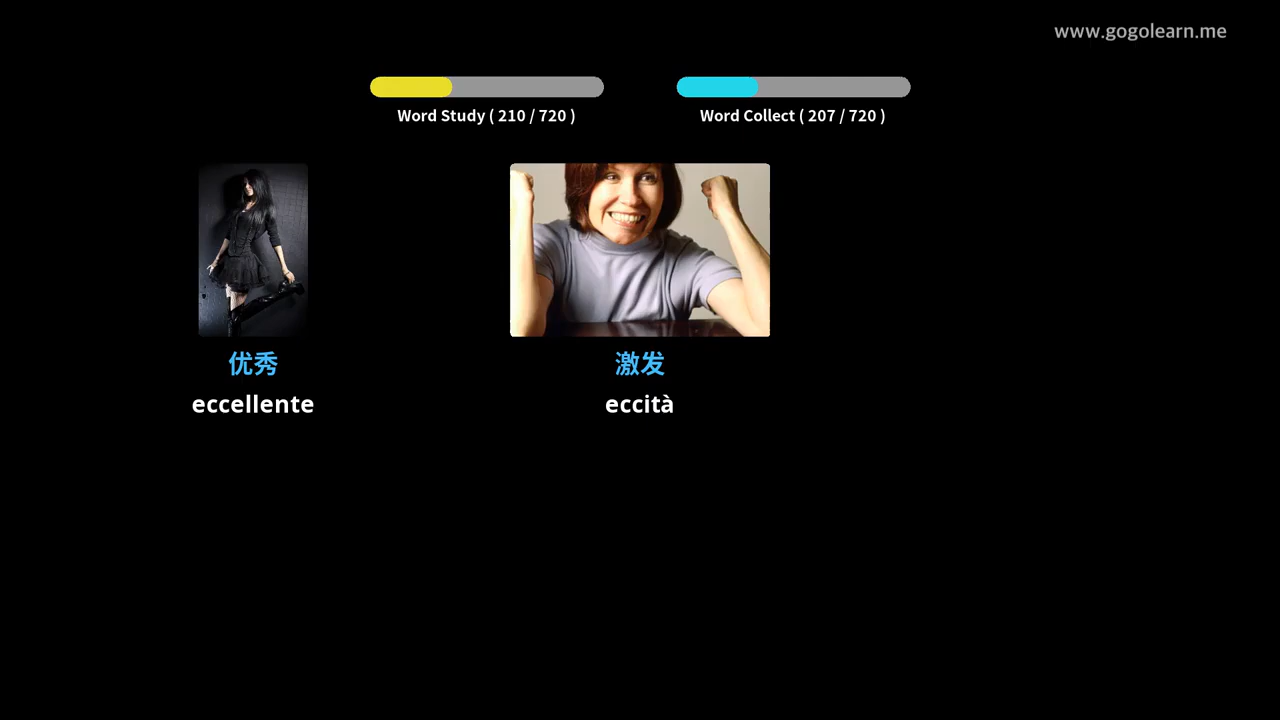 www.gogolearn.me
Word Study ( 210 / 720 )
Word Collect ( 207 / 720 )
优秀
eccellente
激发
eccità